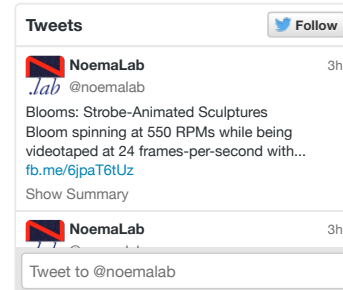 Tweets
Follow
NoemaLab
3h
.lab @noemalab
Blooms: Strobe-Animated Sculptures
Bloom spinning at 550 RPMs while being
videotaped at 24 frames-per-second with...
fb.me/6jpaT6tUz
Show Summary
NoemaLab
3h
Tweet to @noemalab